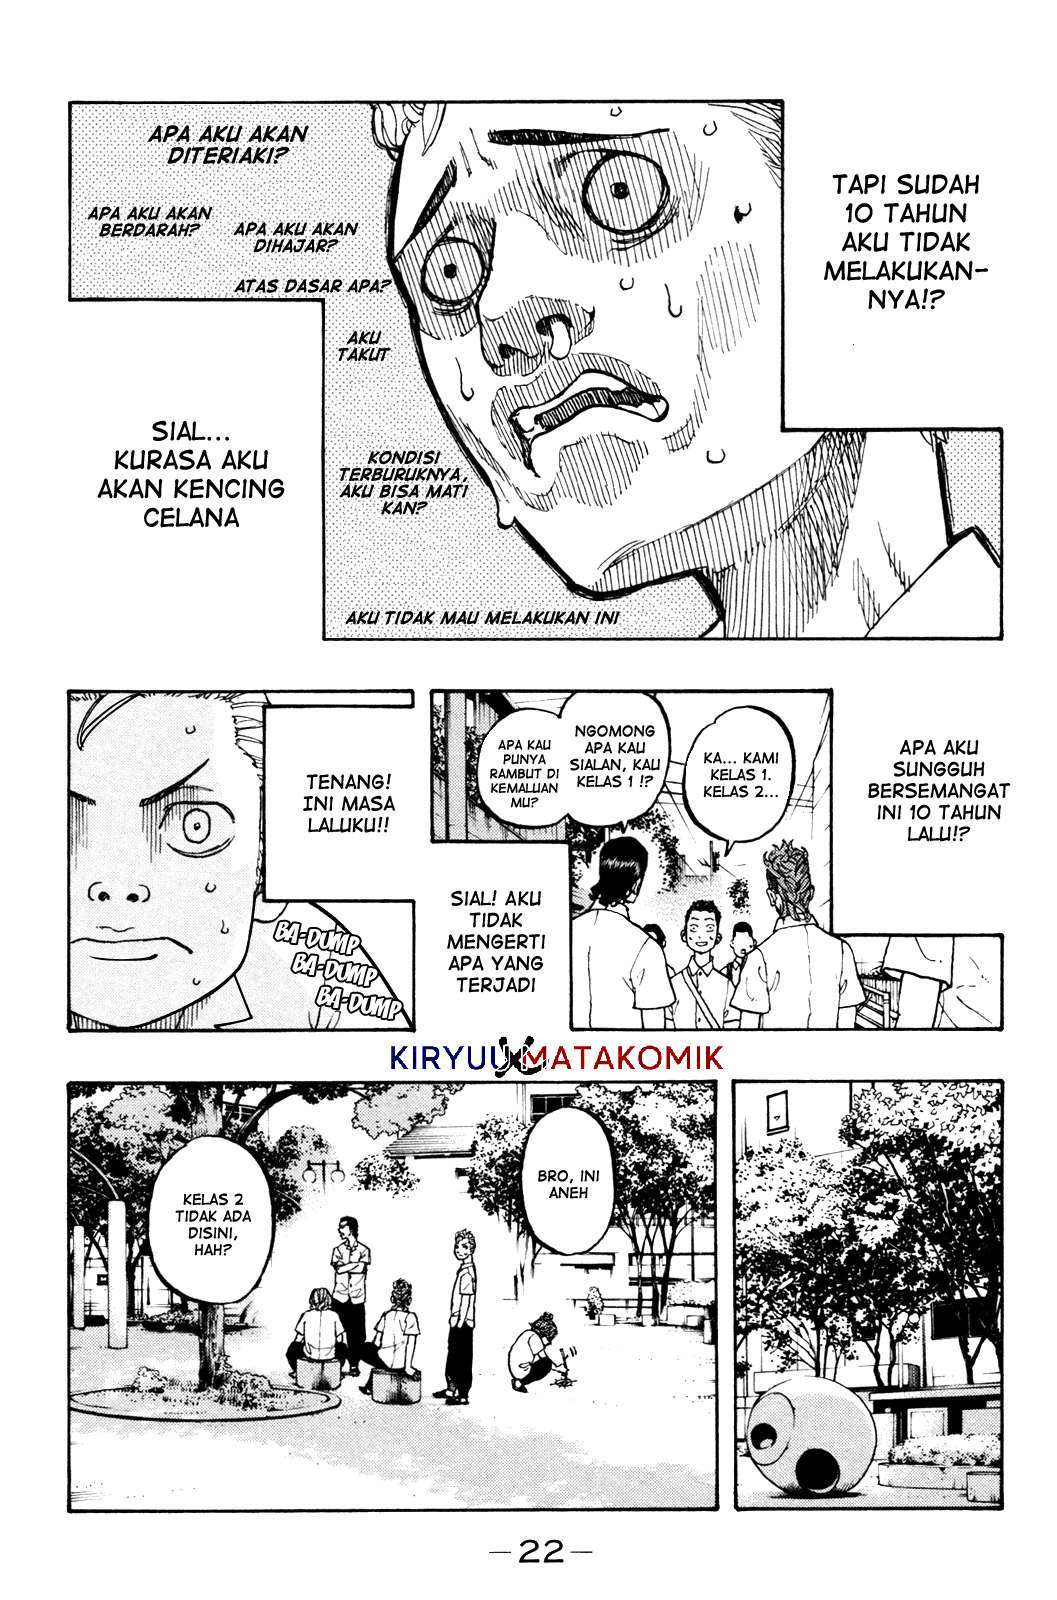 TAPI SUDAH
10 TAHUN
AKU TIDAK
MELAKUKAN-
NYA!?
APA AKU AKAN
DITERIAKI?
APA AKU AKAN
BERDARAH?
APA AKU AKAN
DIHAJAR?
ATAS DASAR APA?
AKU
TAKUT
KONDISI
TERBURUKNYA,
AKU BISA MATI
KAN?
SIAL...
KURASA AKU
AKAN KENCING
CELANA
AKU TIDAK MAU MELAKUKAN INI
APA AKU
SUNGGUH
BERSEMANGAT
INI 10 TAHUN
LALU!?
KA... KAMI
KELAS 1.
KELAS 2...
NGOMONG
APA KAU
SIALAN, KAU
KELAS 1 !?
APA KAU
PUNYA
RAMBUT DI
KEMALUAN
MU?
SIAL! AKU
TIDAK
MENGERTI
APA YANG
TERJADI
TENANG!
INI MASA
LALUKU!!
BA-DUMP
BA-DUMP
BA-DUMP
KIRYUU X MATAKOMIK
BRO, INI
ANEH
KELAS 2
TIDAK ADA
DISINI,
HAH?
—22—